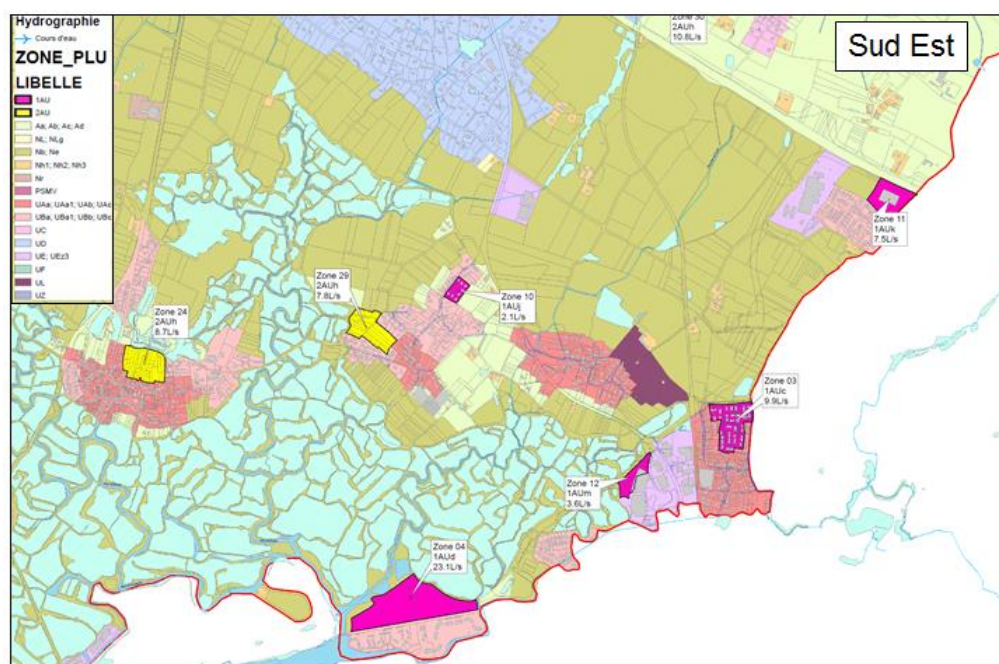 Hydrographie
Cours d'eau
ZONE_PLU
LIBELLE
1AU
2AU
Aa; Ab; Ac; Ad
NL; NLg
Nb; Ne
Nh1; Nh2; Nh3
Nr
PSMV
UAa; UAa1; UAb; UAc
UBa; UBa1; UBb; UBc
UC
UD
UE; UEz3
UF
UL
UZ
Zone 30
2AUh
10.8L/s
Sud Est
Zone 11
1AUk
7.5L/s
Zone 29
2AUh
7.8L/s
Zone 10
1AUj
2.1L/s
Zone 24
2AUh
8.7L/s
Zone 03
1AUc
9.9L/s
Zone 12
1AUm
3.6L/s
Zone 04
1AUd
23.1L/s